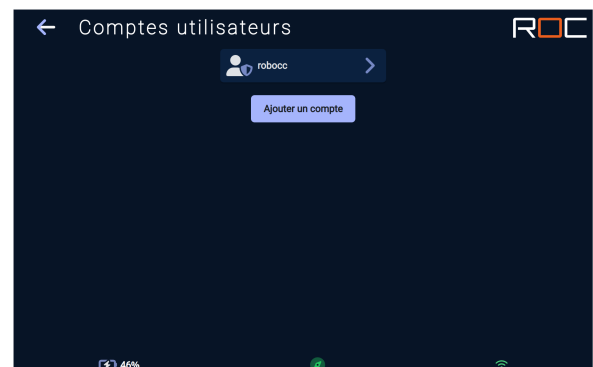 Comptes utilisateurs
ROC
robocc
Ajouter un compte
46%